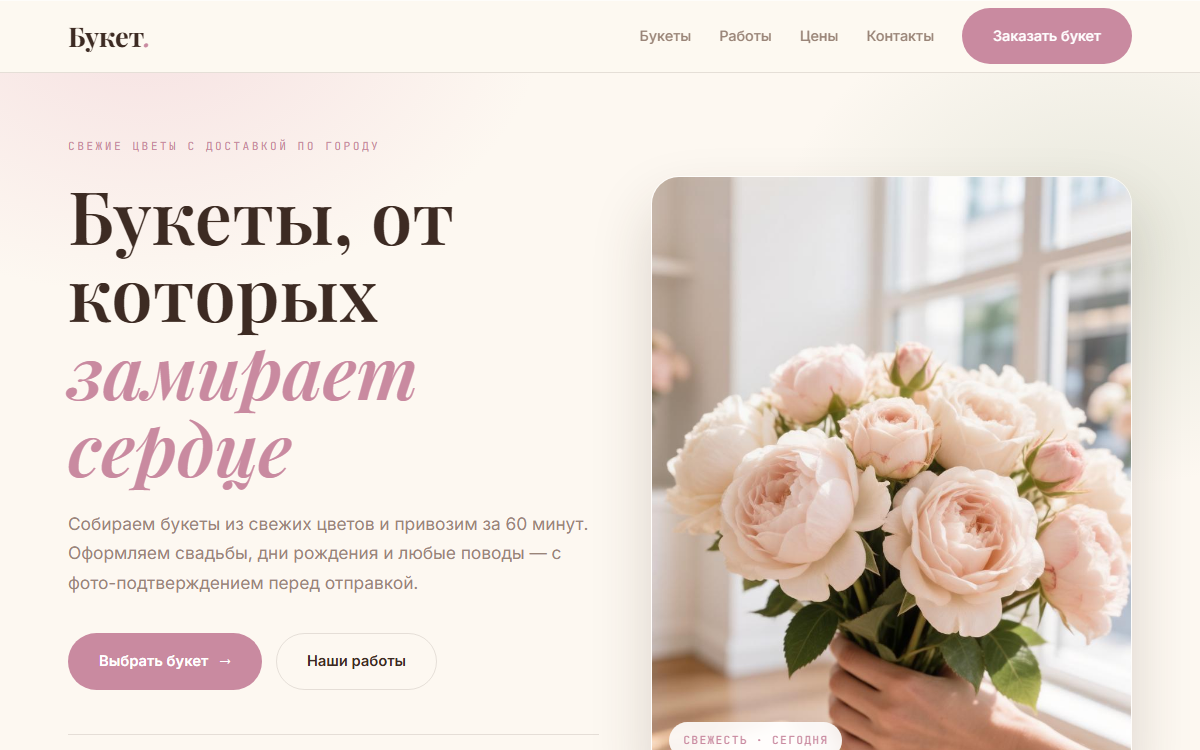 Букет.
Букеты Работы Цены Контакты Заказать букет
СВЕЖИЕ ЦВЕТЫ С ДОСТАВКОЙ ПО ГОРОДУ
Букеты, от
которых
замирает
сердце
Собираем букеты из свежих цветов и привозим за 60 минут.
Оформляем свадьбы, дни рождения и любые поводы — с
фото-подтверждением перед отправкой.
Выбрать букет → Наши работы
СВЕЖЕСТЬ · СЕГОДНЯ